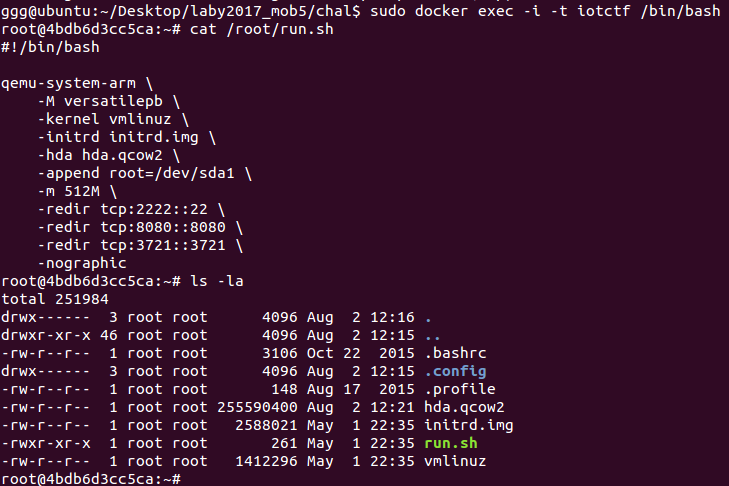 ggg@ubuntu:~/Desktop/laby2017_mob5/chal$ sudo docker exec -i -t iotctf /bin/bash
root@4bdb6d3cc5ca:~# cat /root/run.sh
#!/bin/bash

qemu-system-arm \
    -M versatilepb \
    -kernel vmlinuz \
    -initrd initrd.img \
    -hda hda.qcow2 \
    -append root=/dev/sda1 \
    -m 512M \
    -redir tcp:2222::22 \
    -redir tcp:8080::8080 \
    -redir tcp:3721::3721 \
    -nographic
root@4bdb6d3cc5ca:~# ls -la
total 251984
drwx------  3 root root      4096 Aug  2 12:16 .
drwxr-xr-x 46 root root      4096 Aug  2 12:15 ..
-rw-r--r--  1 root root      3106 Oct 22  2015 .bashrc
drwx------  3 root root      4096 Aug  2 12:15 .config
-rw-r--r--  1 root root       148 Aug 17  2015 .profile
-rw-r--r--  1 root root 255590400 Aug  2 12:21 hda.qcow2
-rw-r--r--  1 root root   2588021 May  1 22:35 initrd.img
-rwxr-xr-x  1 root root       261 May  1 22:35 run.sh
-rw-r--r--  1 root root   1412296 May  1 22:35 vmlinuz
root@4bdb6d3cc5ca:~#